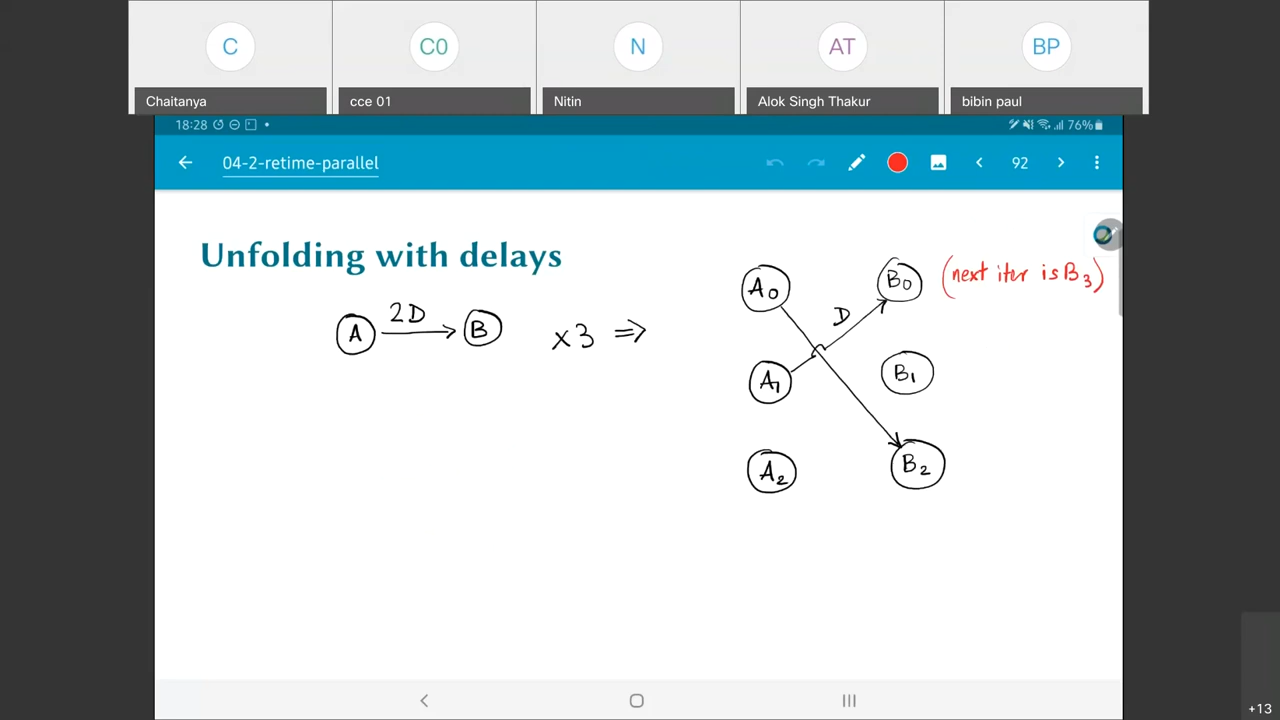 C
C0
N
AT
BP
Chaitanya
cce 01
Nitin
Alok Singh Thakur
bibin paul
18:28
76%
04-2-retime-parallel
92
Unfolding with delays
A 2D B x3 ⇒
A0 B0 (next iter is B3)
D
A1 B1
A2 B2
+13